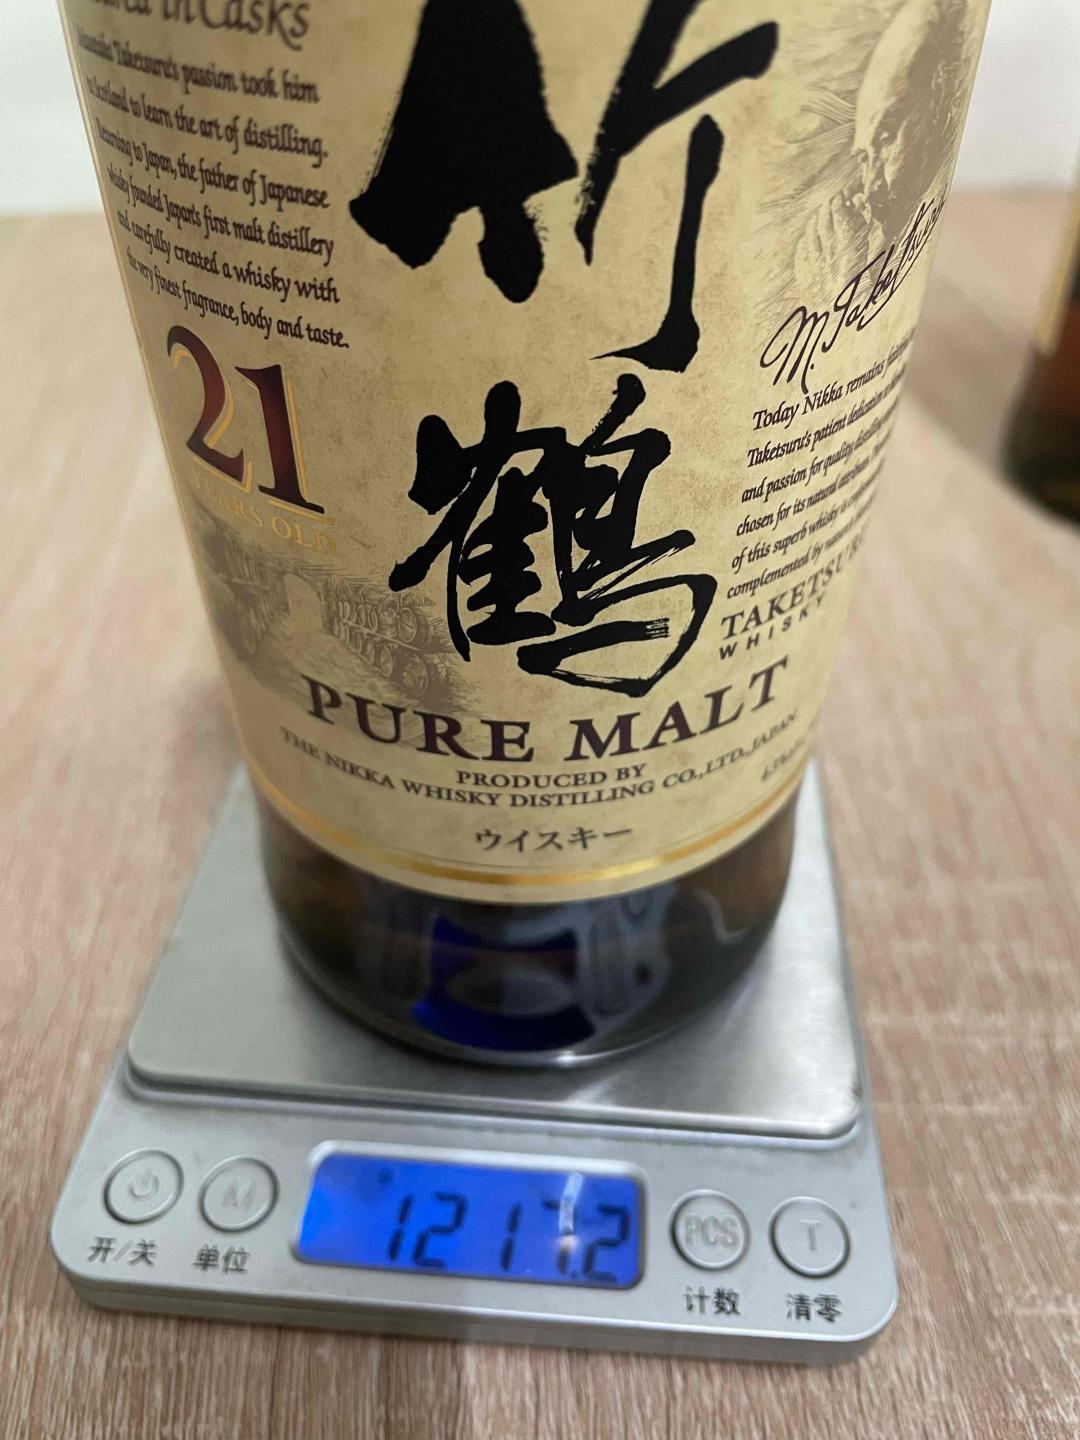 in Casks
Taketsuru's passion took him
to Scotland to learn the art of distilling.
Returning to Japan, the father of Japanese
whisky founded Japan's first malt distillery
and carefully created a whisky with
the very finest fragrance, body and taste.
21
YEARS OLD
竹
鶴
M. Taketsuru
Today Nikka remains
Taketsuru's patient dedication
and passion for quality, distilling
chosen for its natural
of this superb whisky is
complemented by
TAKETSURU
WHISKY
PURE MALT
PRODUCED BY
THE NIKKA WHISKY DISTILLING CO.,LTD.,JAPAN
43%
ウイスキー
M
1217.2
PCS
T
开/关
单位
计数
清零